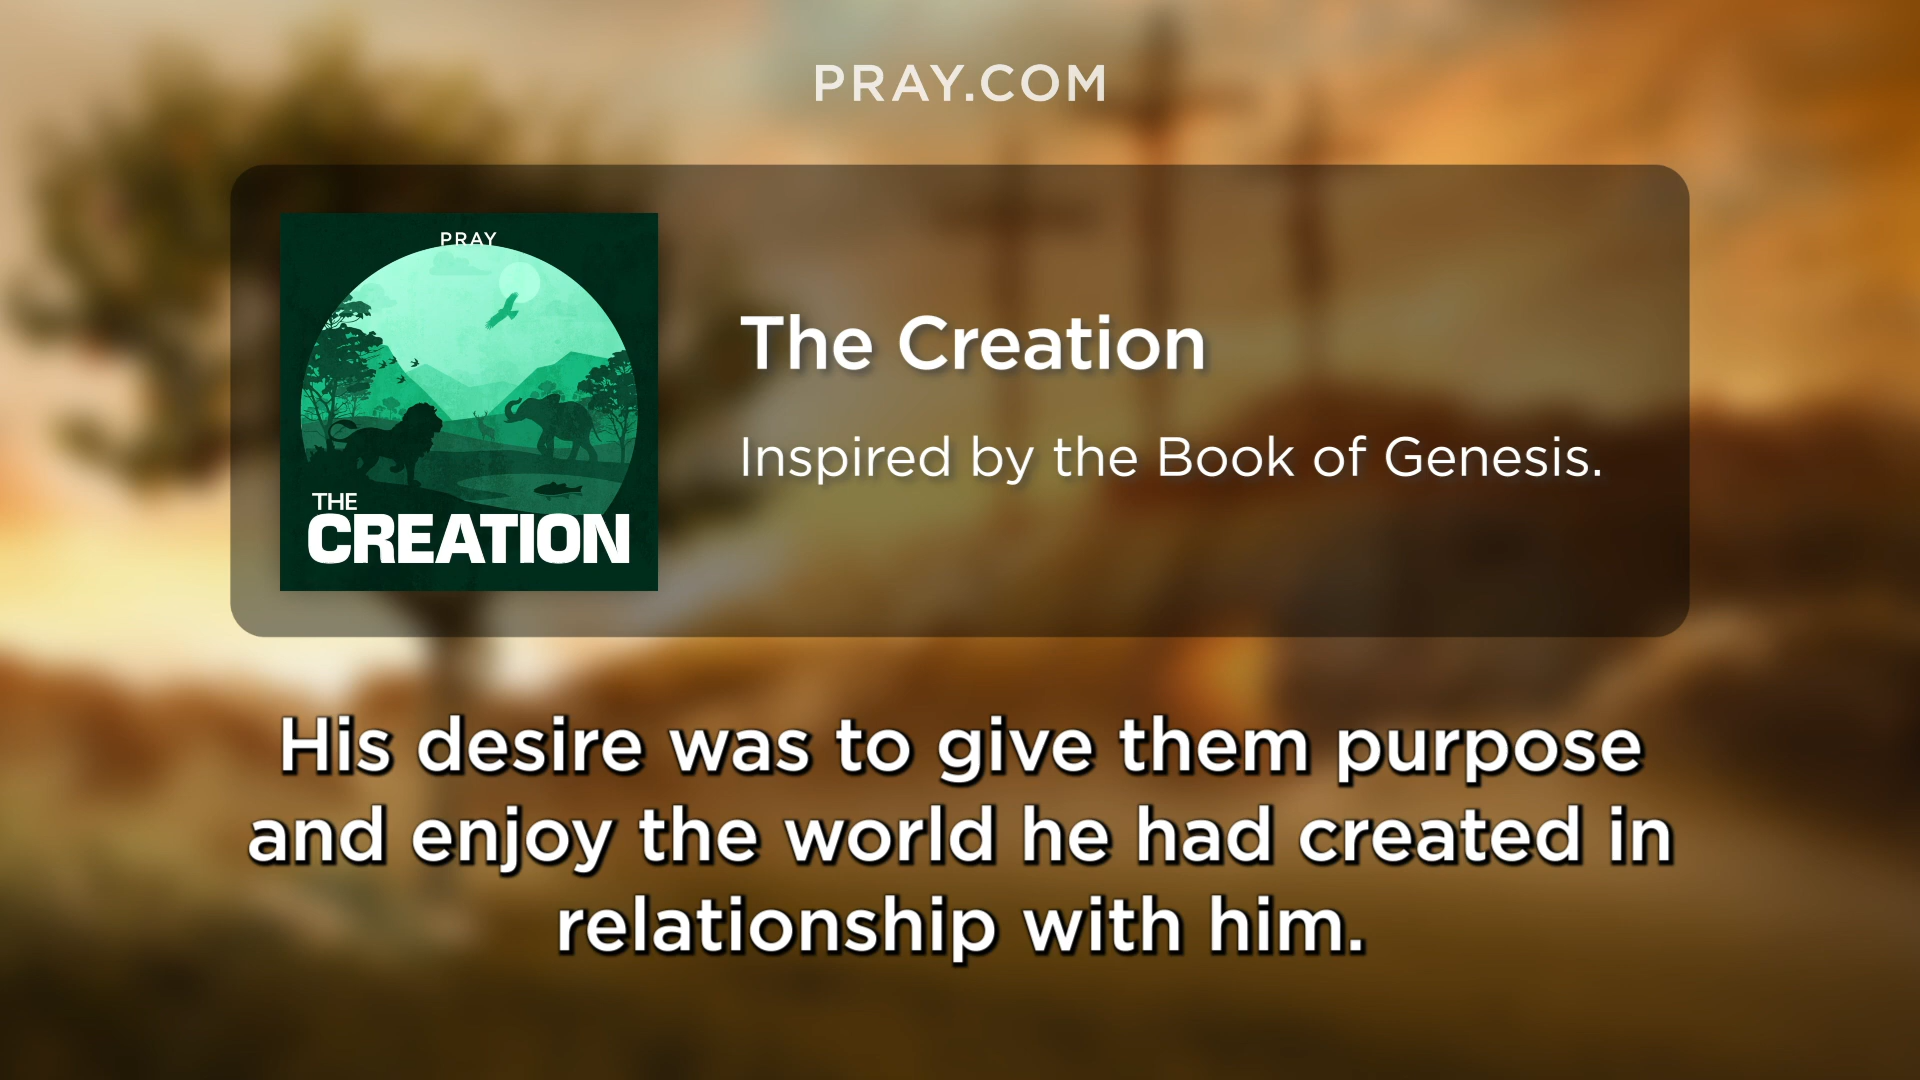 PRAY.COM
PRAY
THE
CREATION
The Creation
Inspired by the Book of Genesis.
His desire was to give them purpose
and enjoy the world he had created in
relationship with him.